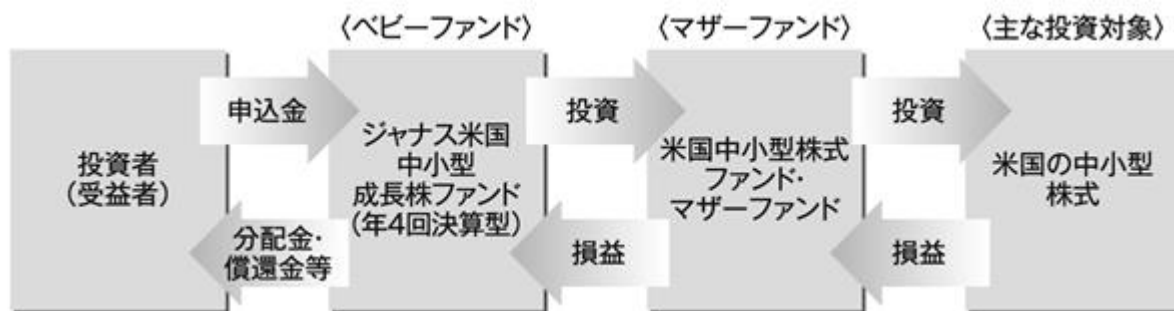 〈ベビーファンド〉
〈マザーファンド〉
〈主な投資対象〉
投資者
(受益者)
申込金
分配金・
償還金等
ジャナス米国
中小型
成長株ファンド
(年4回決算型)
投資
損益
米国中小型株式
ファンド・
マザーファンド
投資
損益
米国の中小型
株式